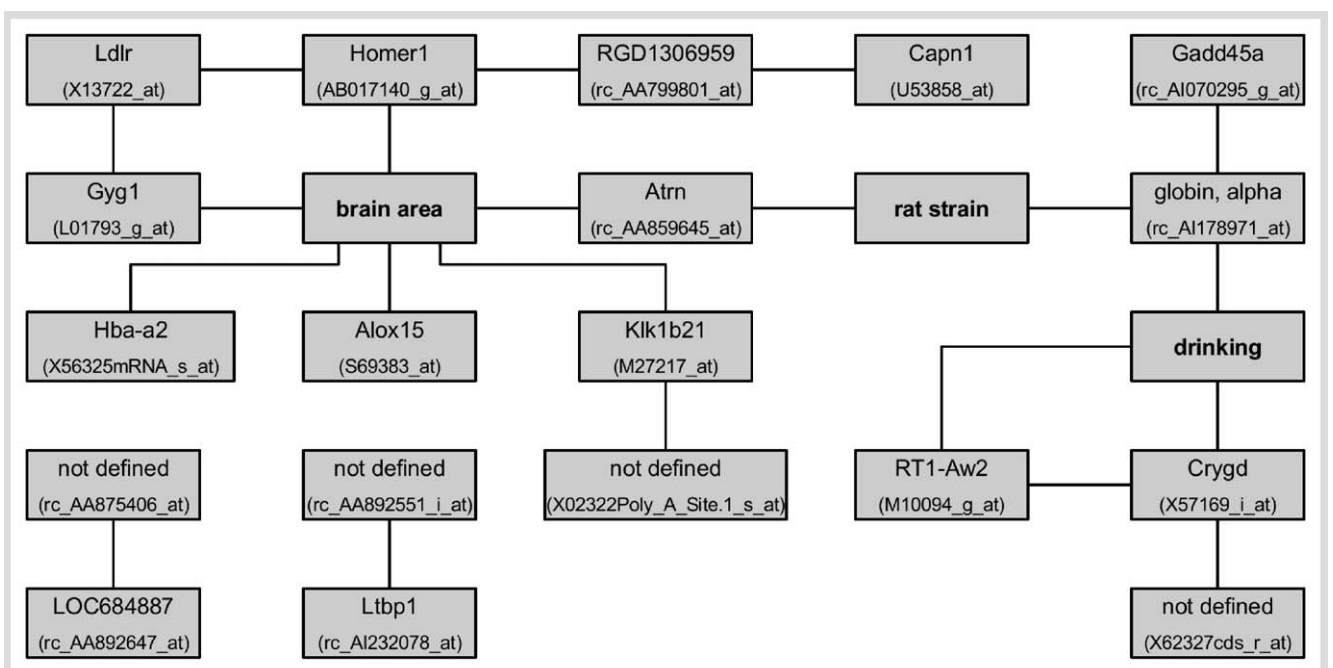 Ldlr
(X13722_at)
Homer1
(AB017140_g_at)
RGD1306959
(rc_AA799801_at)
Capn1
(U53858_at)
Gadd45a
(rc_AI070295_g_at)
Gyg1
(L01793_g_at)
brain area
Atrn
(rc_AA859645_at)
rat strain
globin, alpha
(rc_AI178971_at)
Hba-a2
(X56325mRNA_s_at)
Alox15
(S69383_at)
Klk1b21
(M27217_at)
drinking
not defined
(rc_AA875406_at)
not defined
(rc_AA892551_i_at)
not defined
(X02322Poly_A_Site.1_s_at)
RT1-Aw2
(M10094_g_at)
Crygd
(X57169_i_at)
LOC684887
(rc_AA892647_at)
Ltbp1
(rc_AI232078_at)
not defined
(X62327cds_r_at)